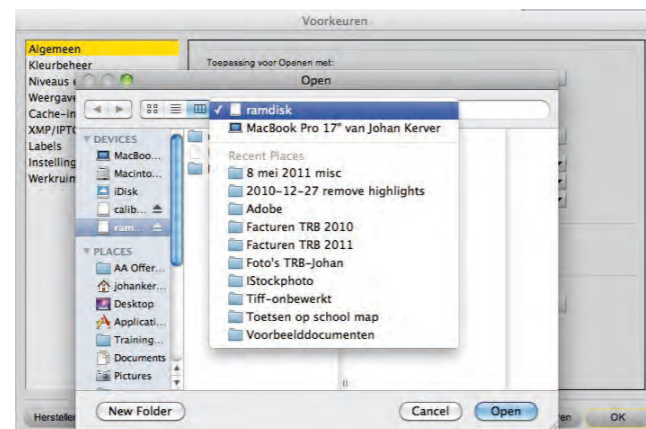 Voorkeuren
Algemeen
Kleurbeheer
Niveaus
Weergave
Cache-in
XMP/IPTC
Labels
Instelling
Werkruim
Toepassing voor Openen met:
Open
ramdisk
MacBook Pro 17" van Johan Kerver
Recent Places
8 mei 2011 misc
2010-12-27 remove highlights
Adobe
Facturen TRB 2010
Facturen TRB 2011
Foto's TRB-Johan
IStockphoto
Tiff-onbewerkt
Toetsen op school map
Voorbeelddocumenten
DEVICES
MacBoo...
Macinto...
iDisk
calib...
ram...
PLACES
AA Offer...
johanker...
Desktop
Applicati...
Training...
Documents
Pictures
New Folder
Cancel
Open
Hersteller
ren
OK